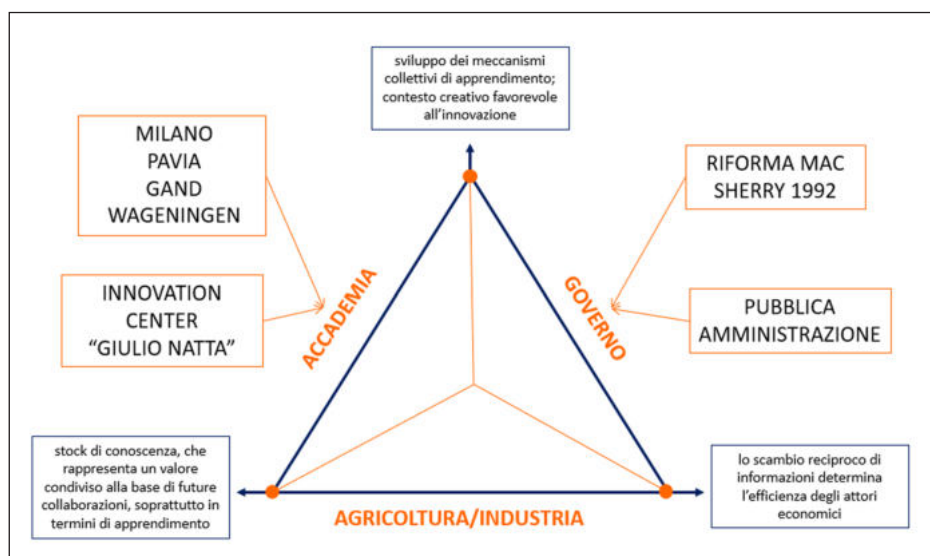 sviluppo dei meccanismi
collettivi di apprendimento;
contesto creativo favorevole
all'innovazione
MILANO
PAVIA
GAND
WAGENINGEN
RIFORMA MAC
SHERRY 1992
INNOVATION
CENTER
“GIULIO NATTA”
ACCADEMIA
GOVERNO
PUBBLICA
AMMINISTRAZIONE
stock di conoscenza, che
rappresenta un valore
condiviso alla base di future
collaborazioni, soprattutto in
termini di apprendimento
AGRICOLTURA/INDUSTRIA
lo scambio reciproco di
informazioni determina
l'efficienza degli attori
economici